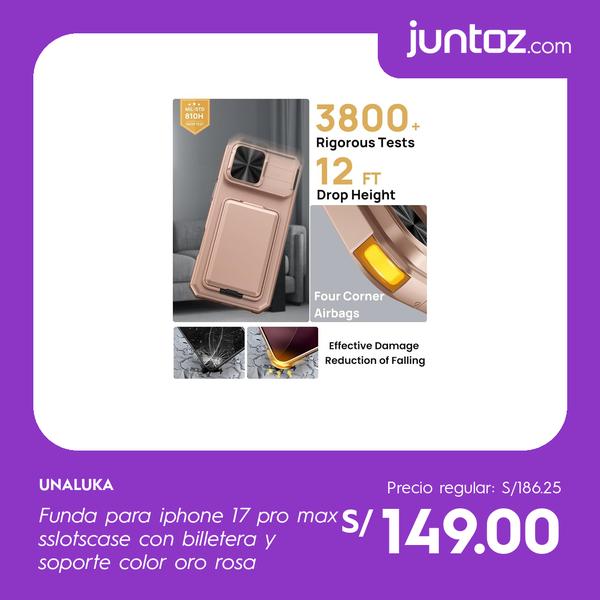 juntoz.com
MIL-STD
810H
3800+
Rigorous Tests
12 FT
Drop Height
Four Corner
Airbags
Effective Damage
Reduction of Falling
UNALUKA
Funda para iphone 17 pro max
sslotscase con billetera y
soporte color oro rosa
Precio regular: S/186.25
S/ 149.00